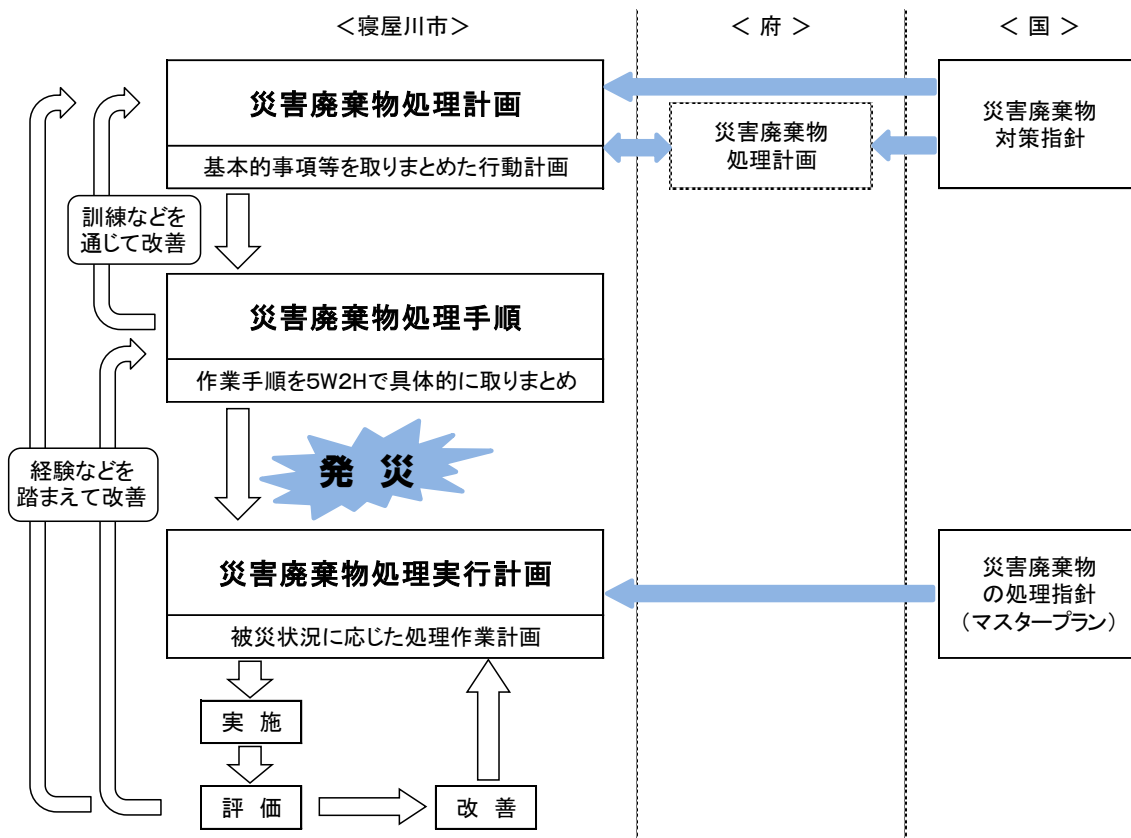 ＜寝屋川市＞
＜ 府 ＞
＜ 国 ＞
災害廃棄物処理計画
基本的事項等を取りまとめた行動計画
災害廃棄物
処理計画
災害廃棄物
対策指針
訓練などを
通じて改善
災害廃棄物処理手順
作業手順を5W2Hで具体的に取りまとめ
発 災
経験などを
踏まえて改善
災害廃棄物処理実行計画
被災状況に応じた処理作業計画
災害廃棄物
の処理指針
（マスタープラン）
実 施
評 価
改 善